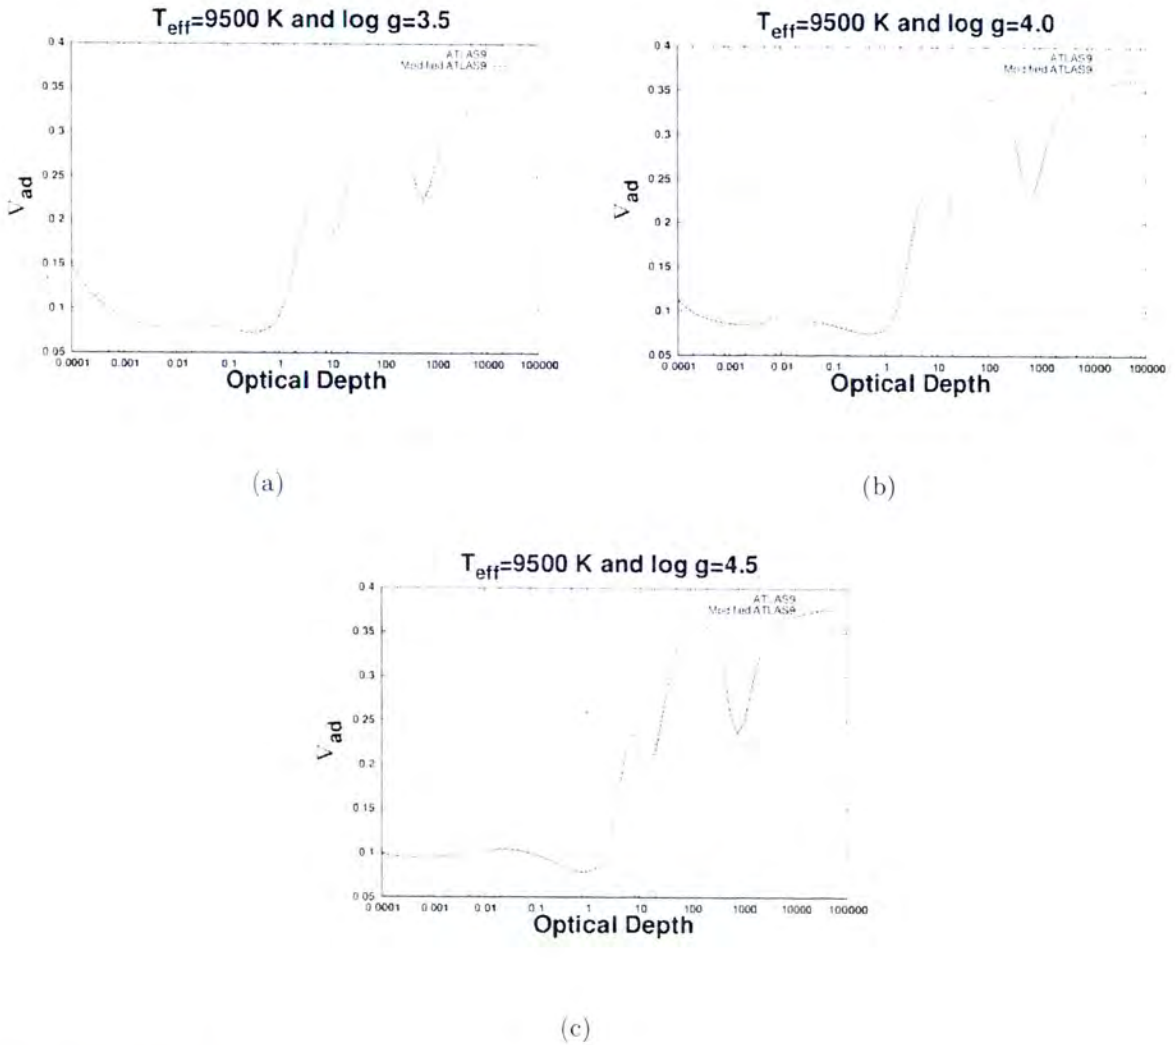 T_eff=9500 K and log g=3.5
0.4
0.35
0.3
0.25
0.2
0.15
0.1
0.05
ATLAS9
Modified ATLAS9
∇ad
0.0001 0.001 0.01 0.1 1 10 100 1000 10000 100000
Optical Depth
(a)
T_eff=9500 K and log g=4.0
0.4
0.35
0.3
0.25
0.2
0.15
0.1
0.05
ATLAS9
Modified ATLAS9
∇ad
0.0001 0.001 0.01 0.1 1 10 100 1000 10000 100000
Optical Depth
(b)
T_eff=9500 K and log g=4.5
0.4
0.35
0.3
0.25
0.2
0.15
0.1
0.05
ATLAS9
Modified ATLAS9
∇ad
0.0001 0.001 0.01 0.1 1 10 100 1000 10000 100000
Optical Depth
(c)